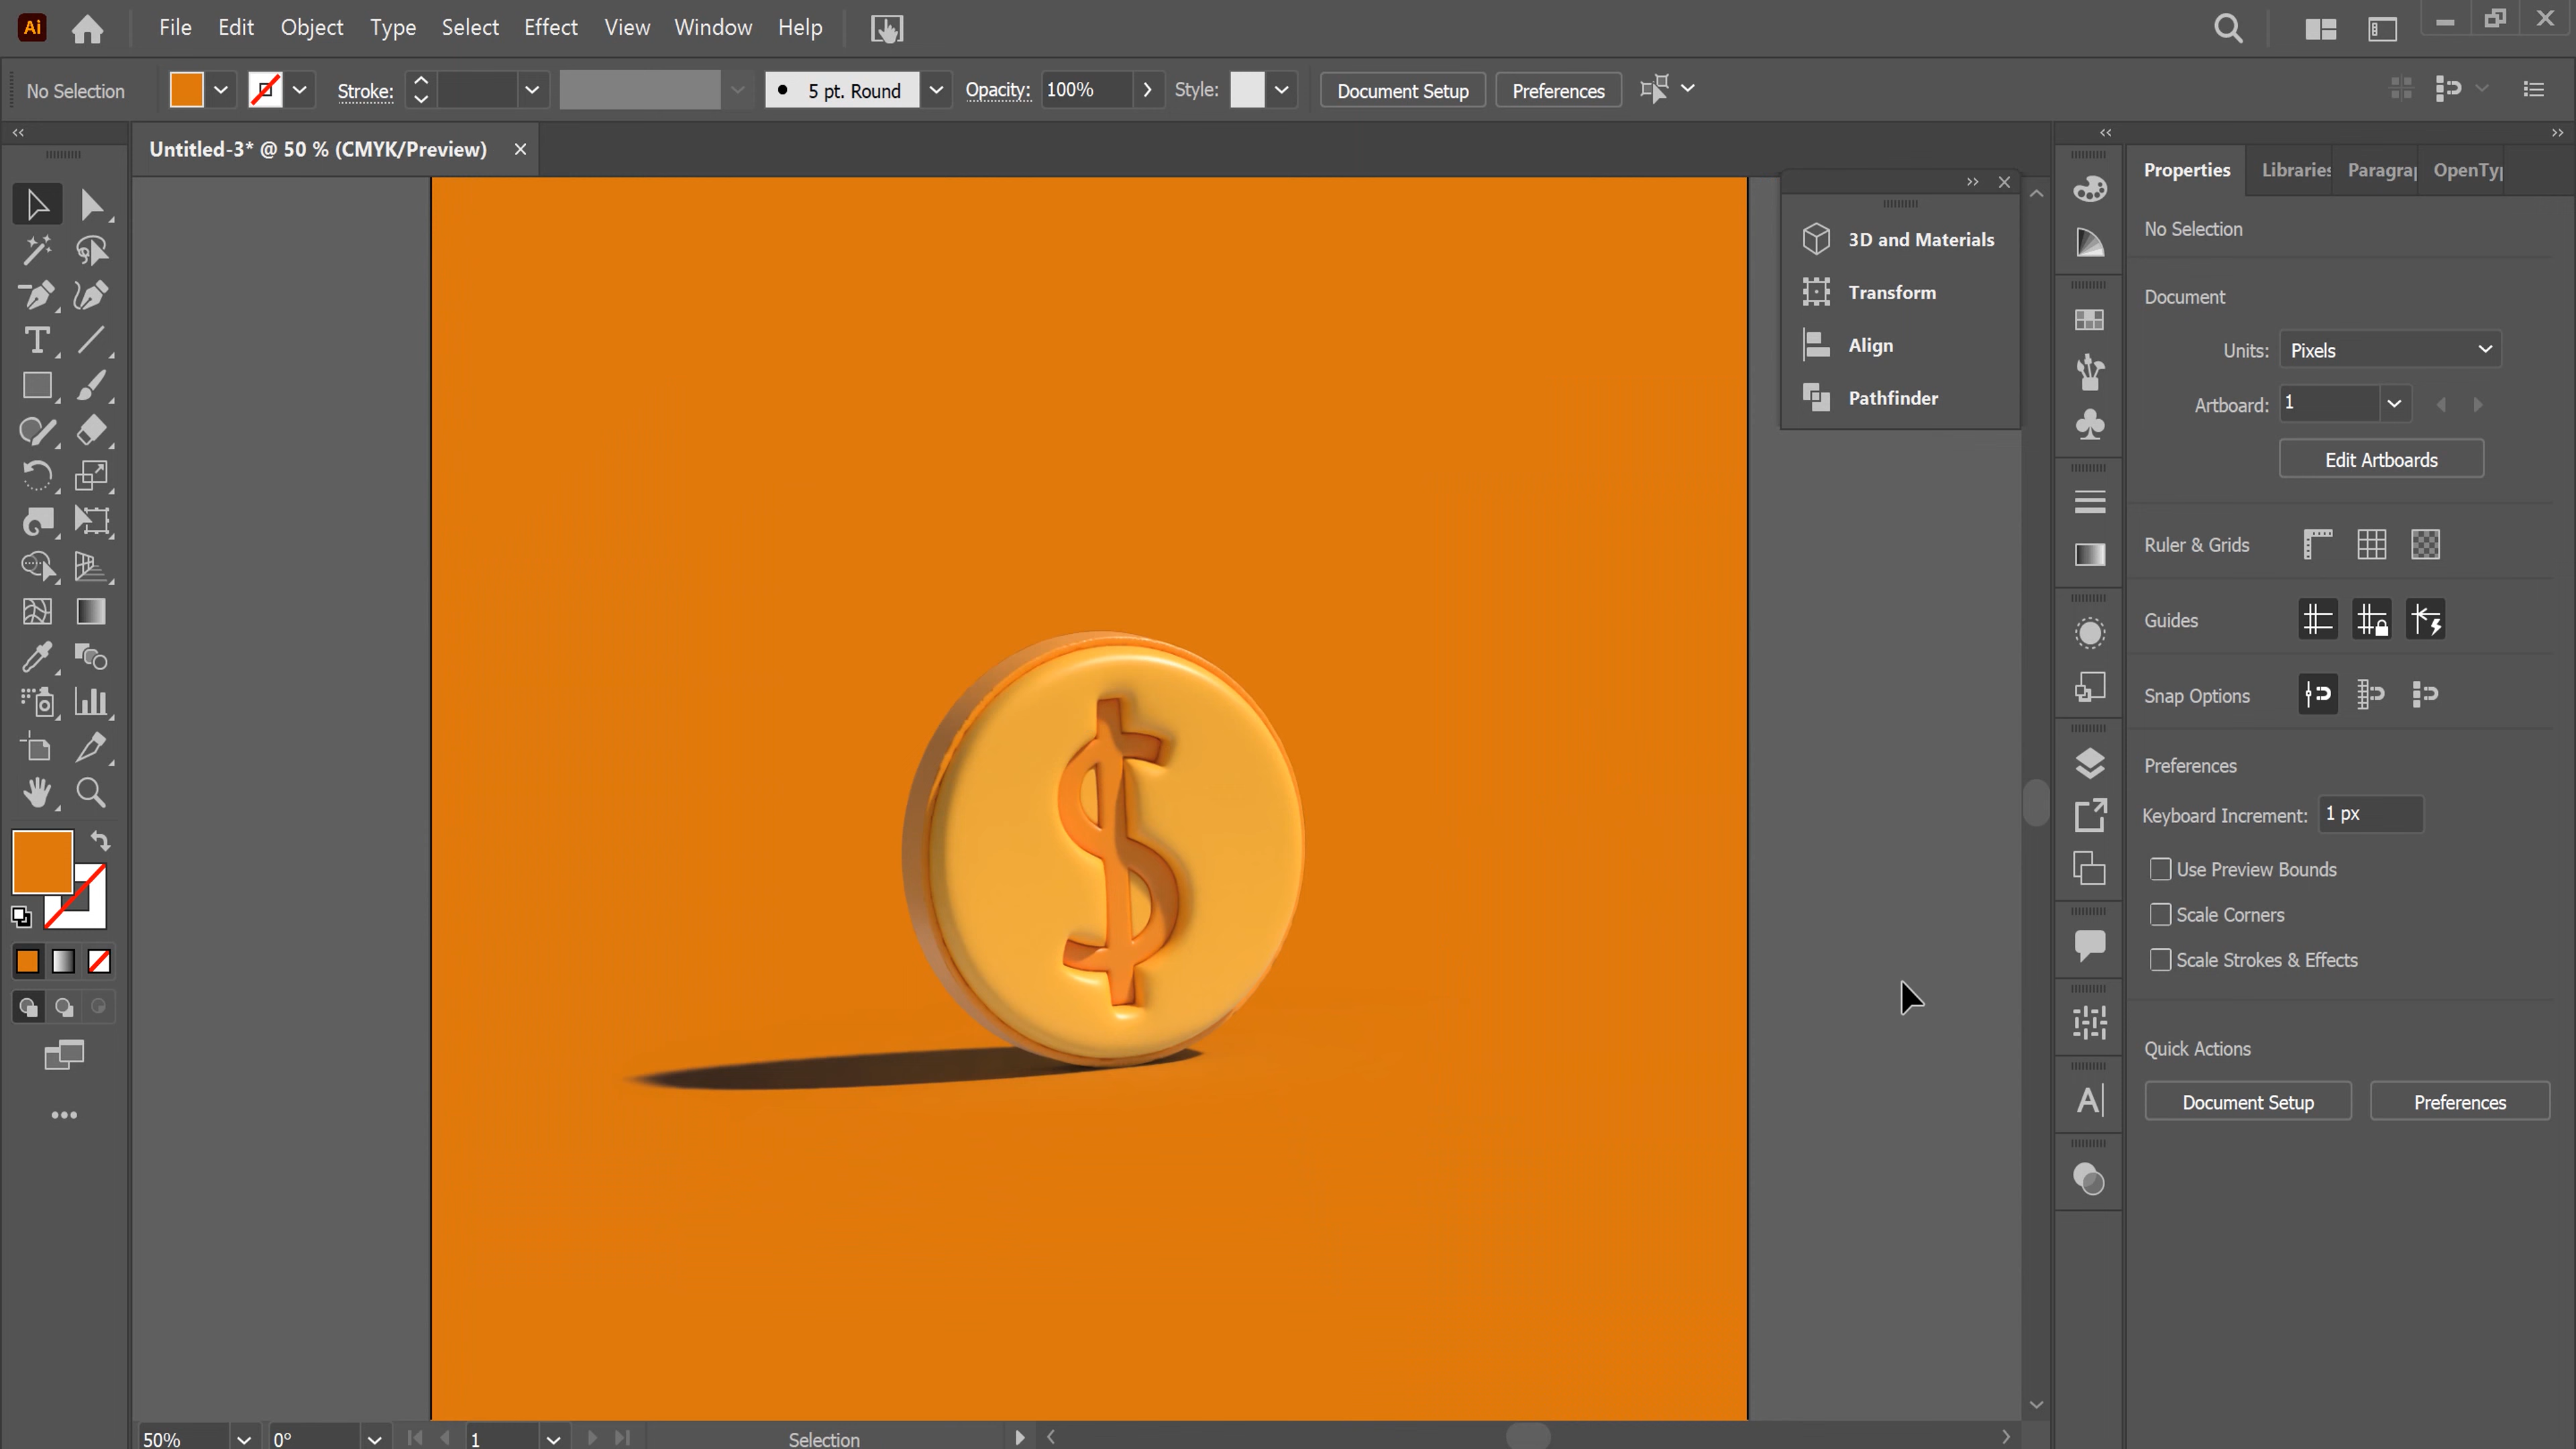 Ai File Edit Object Type Select Effect View Window Help
No Selection Stroke: 5 pt. Round Opacity: 100% Style: Document Setup Preferences
Untitled-3* @ 50 % (CMYK/Preview)
3D and Materials
Transform
Align
Pathfinder
Properties Libraries Paragra OpenTyp
No Selection
Document
Units: Pixels
Artboard: 1
Edit Artboards
Ruler & Grids
Guides
Snap Options
Preferences
Keyboard Increment: 1 px
Use Preview Bounds
Scale Corners
Scale Strokes & Effects
Quick Actions
Document Setup Preferences
$
50% 0° 1 Selection